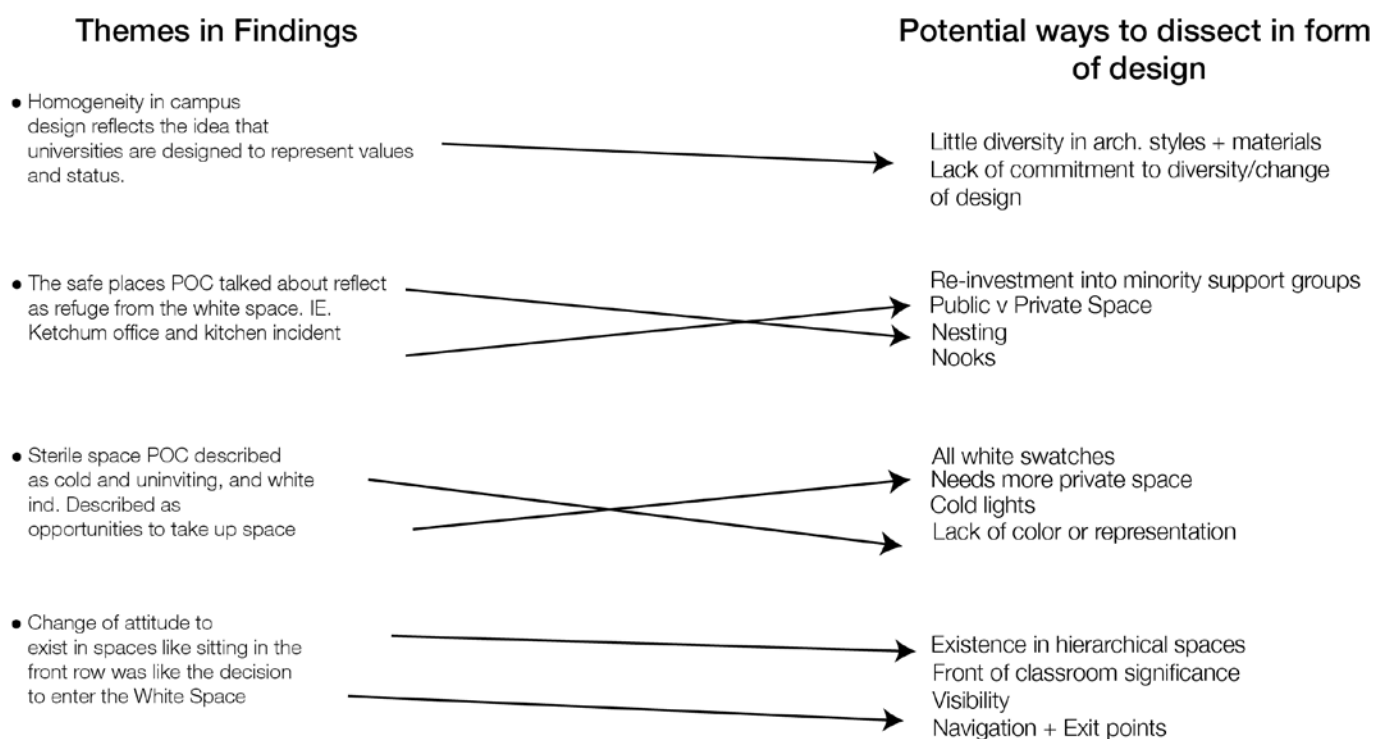 Themes in Findings
• Homogeneity in campus
design reflects the idea that
universities are designed to represent values
and status.
• The safe places POC talked about reflect
as refuge from the white space. IE.
Ketchum office and kitchen incident
• Sterile space POC described
as cold and uninviting, and white
ind. Described as
opportunities to take up space
• Change of attitude to
exist in spaces like sitting in the
front row was like the decision
to enter the White Space
Potential ways to dissect in form
of design
Little diversity in arch. styles + materials
Lack of commitment to diversity/change
of design
Re-investment into minority support groups
Public v Private Space
Nesting
Nooks
All white swatches
Needs more private space
Cold lights
Lack of color or representation
Existence in hierarchical spaces
Front of classroom significance
Visibility
Navigation + Exit points